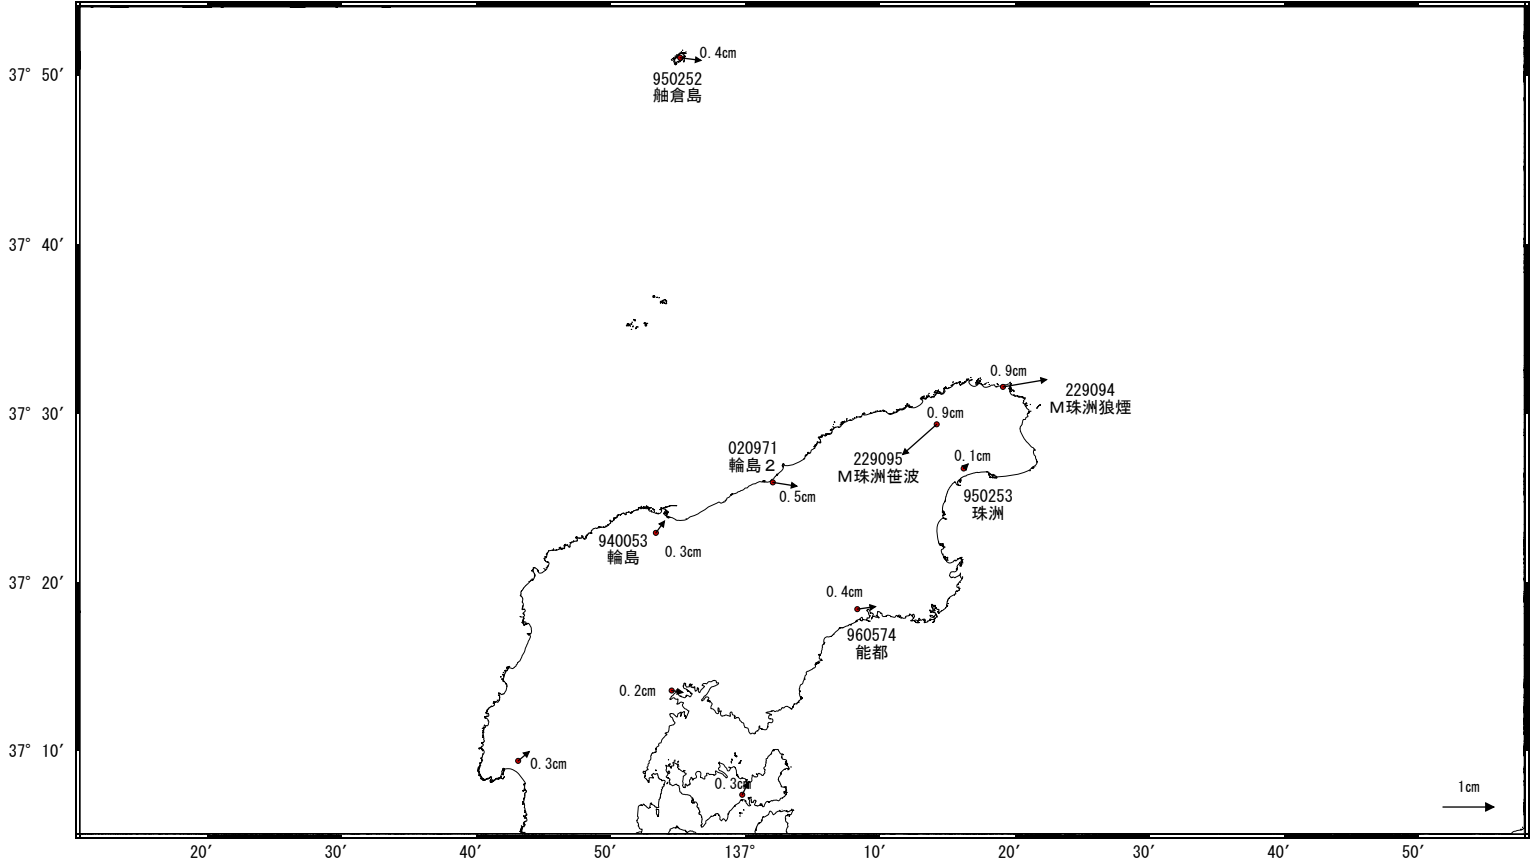 0.4cm
37° 50′
950252
舳倉島
37° 40′
0.9cm
229094
M珠洲狼煙
37° 30′
0.9cm
020971
輪島２
229095
M珠洲笹波
0.1cm
950253
珠洲
0.5cm
940053
輪島
0.3cm
37° 20′
0.4cm
960574
能都
0.2cm
37° 10′
0.3cm
0.3cm
1cm
20′ 30′ 40′ 50′ 137° 10′ 20′ 30′ 40′ 50′